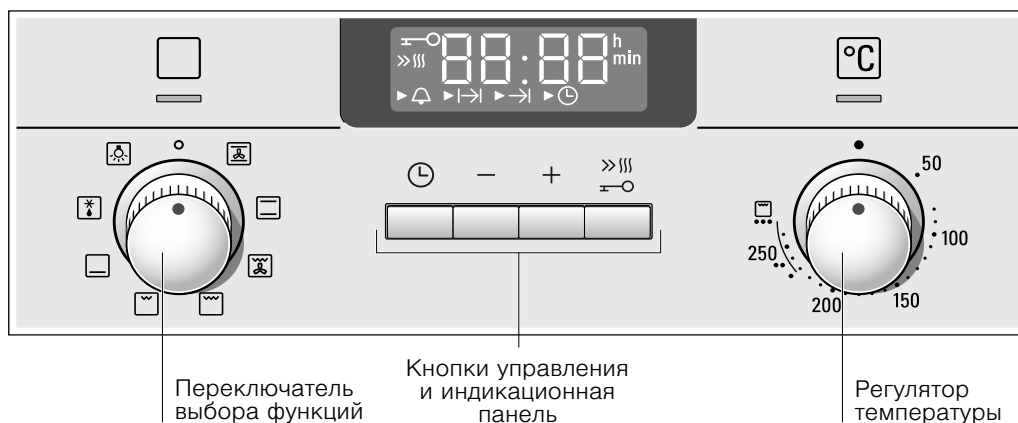 88:88 h
min
°C
50
100
150
200
250
Кнопки управления
и индикационная
панель
Переключатель
выбора функций
Регулятор
температуры